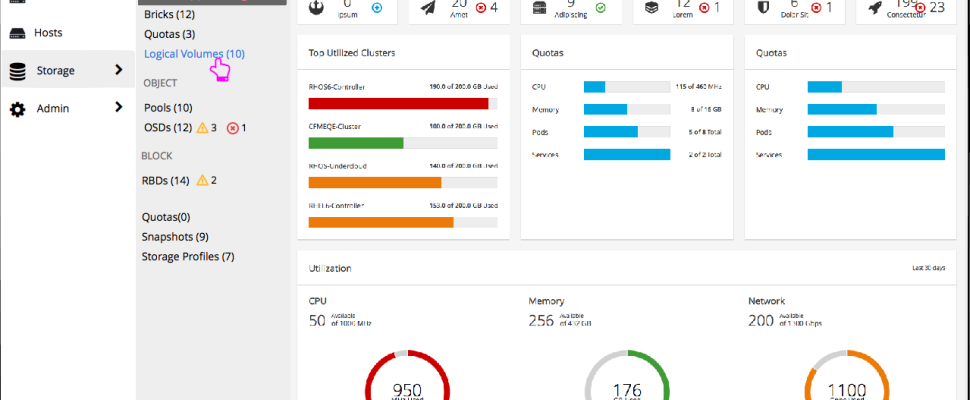 Hosts
Storage
Admin
Bricks (12)
Quotas (3)
Logical Volumes (10)
OBJECT
Pools (10)
OSDs (12) 3 1
BLOCK
RBDs (14) 2
Quotas(0)
Snapshots (9)
Storage Profiles (7)
0
Ipsum
20 4
Amet
9
Adipiscing
12 1
Lorem
6 1
Dolor Sit
199 23
Consectetur
Top Utilized Clusters
RHOS6-Controller 190.0 of 200.0 GB Used
CFMEQE-Cluster 100.0 of 200.0 GB Used
RHOS-Undercloud 140.0 of 200.0 GB Used
RHEL6-Controller 153.0 of 200.0 GB Used
Quotas
CPU 115 of 460 MHz
Memory 8 of 16 GB
Pods 5 of 8 Total
Services 2 of 2 Total
Quotas
CPU
Memory
Pods
Services
Utilization Last 30 days
CPU
50 Available of 1000 MHz
950
MHz Used
Memory
256 Available of 432 GB
176
GB Used
Network
200 Available of 1300 Gbps
1100
Gbps Used